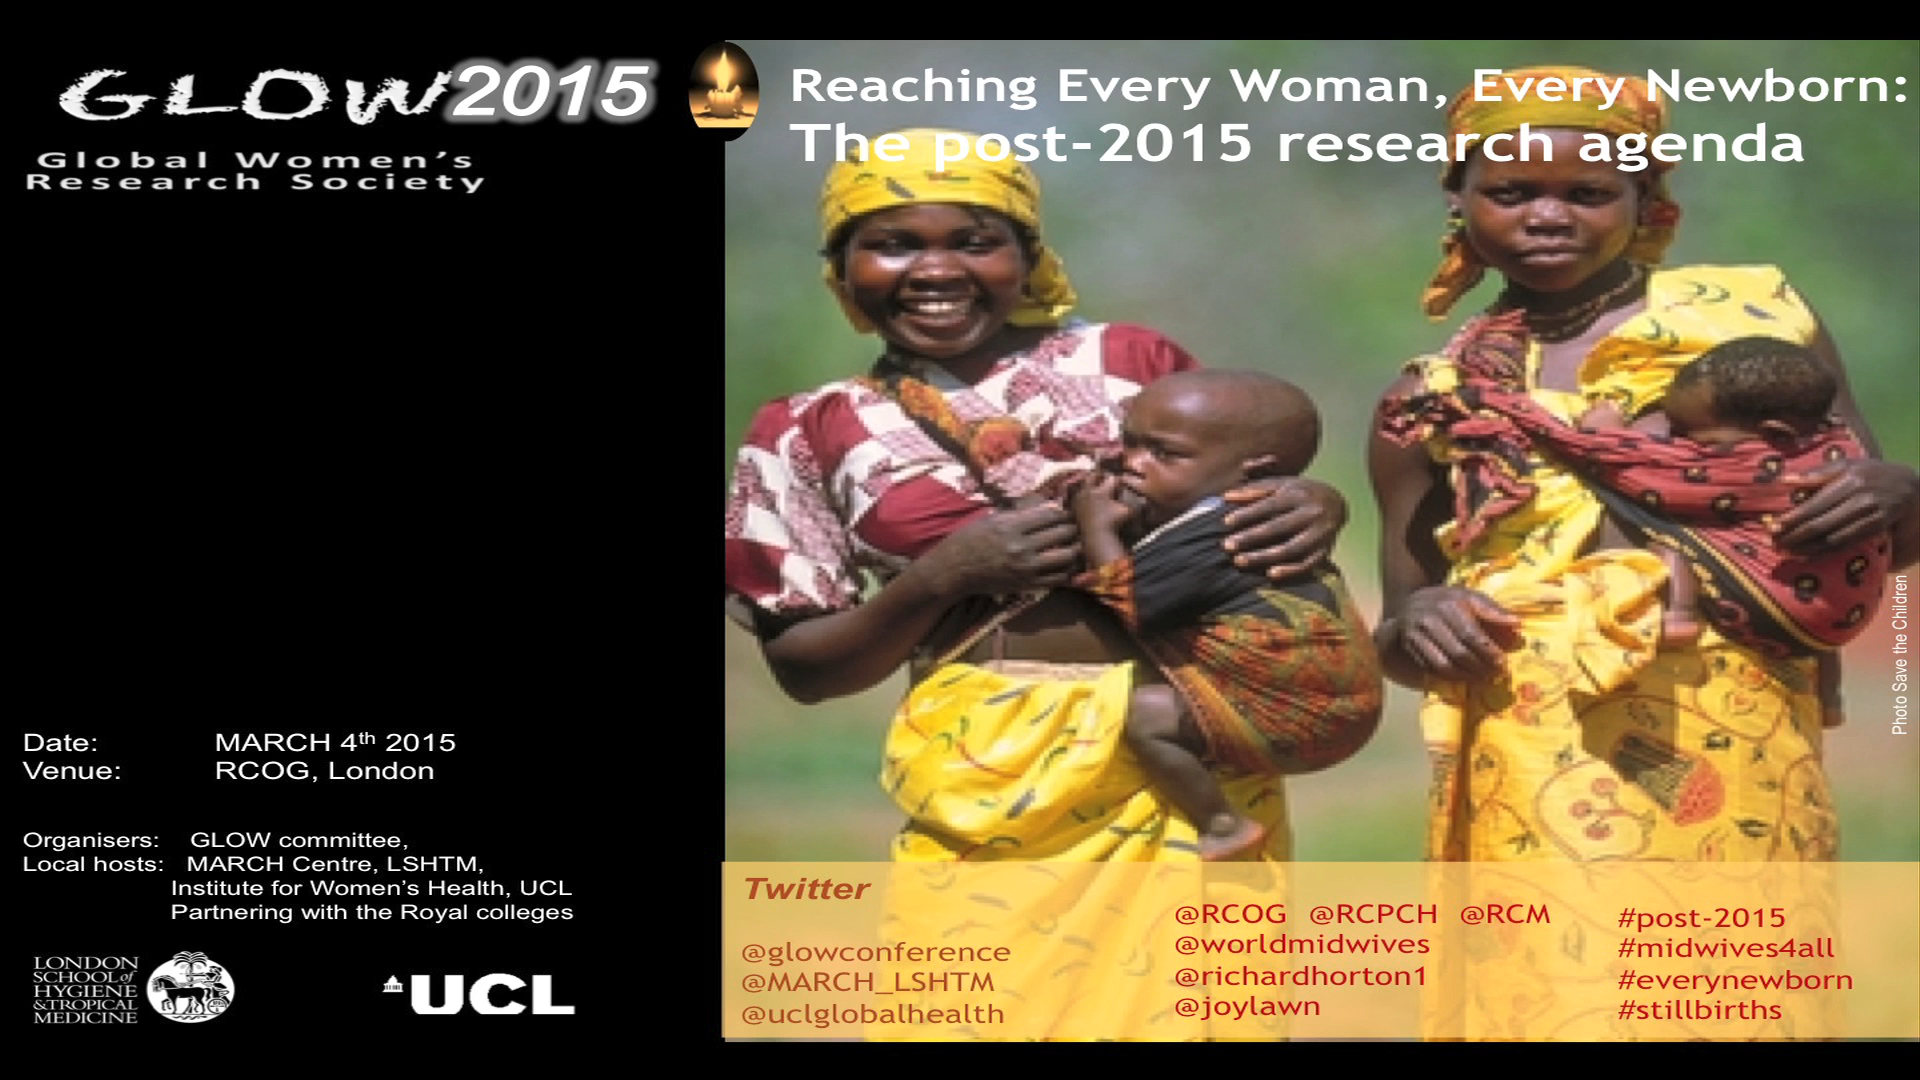 GLOW2015
Global Women's
Research Society
Reaching Every Woman, Every Newborn:
The post-2015 research agenda
Date: MARCH 4th 2015
Venue: RCOG, London
Organisers: GLOW committee,
Local hosts: MARCH Centre, LSHTM,
Institute for Women's Health, UCL
Partnering with the Royal colleges
LONDON
SCHOOL of
HYGIENE
&TROPICAL
MEDICINE
UCL
Photo Save the Children
Twitter
@glowconference
@MARCH_LSHTM
@uclglobalhealth
@RCOG @RCPCH @RCM
@worldmidwives
@richardhorton1
@joylawn
#post-2015
#midwives4all
#everynewborn
#stillbirths